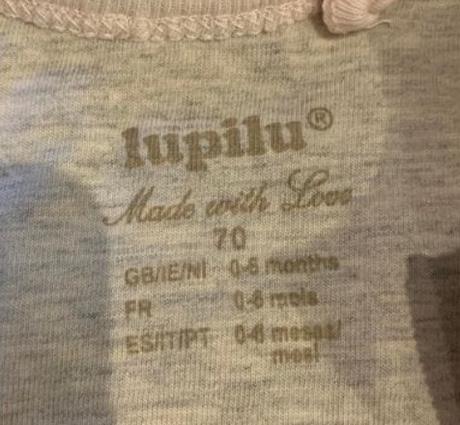 lupilu®
Made with Love
70
GB/IE/NI 0-6 months
FR 0-6 mois
ES/IT/PT 0-6 meses/
mesi